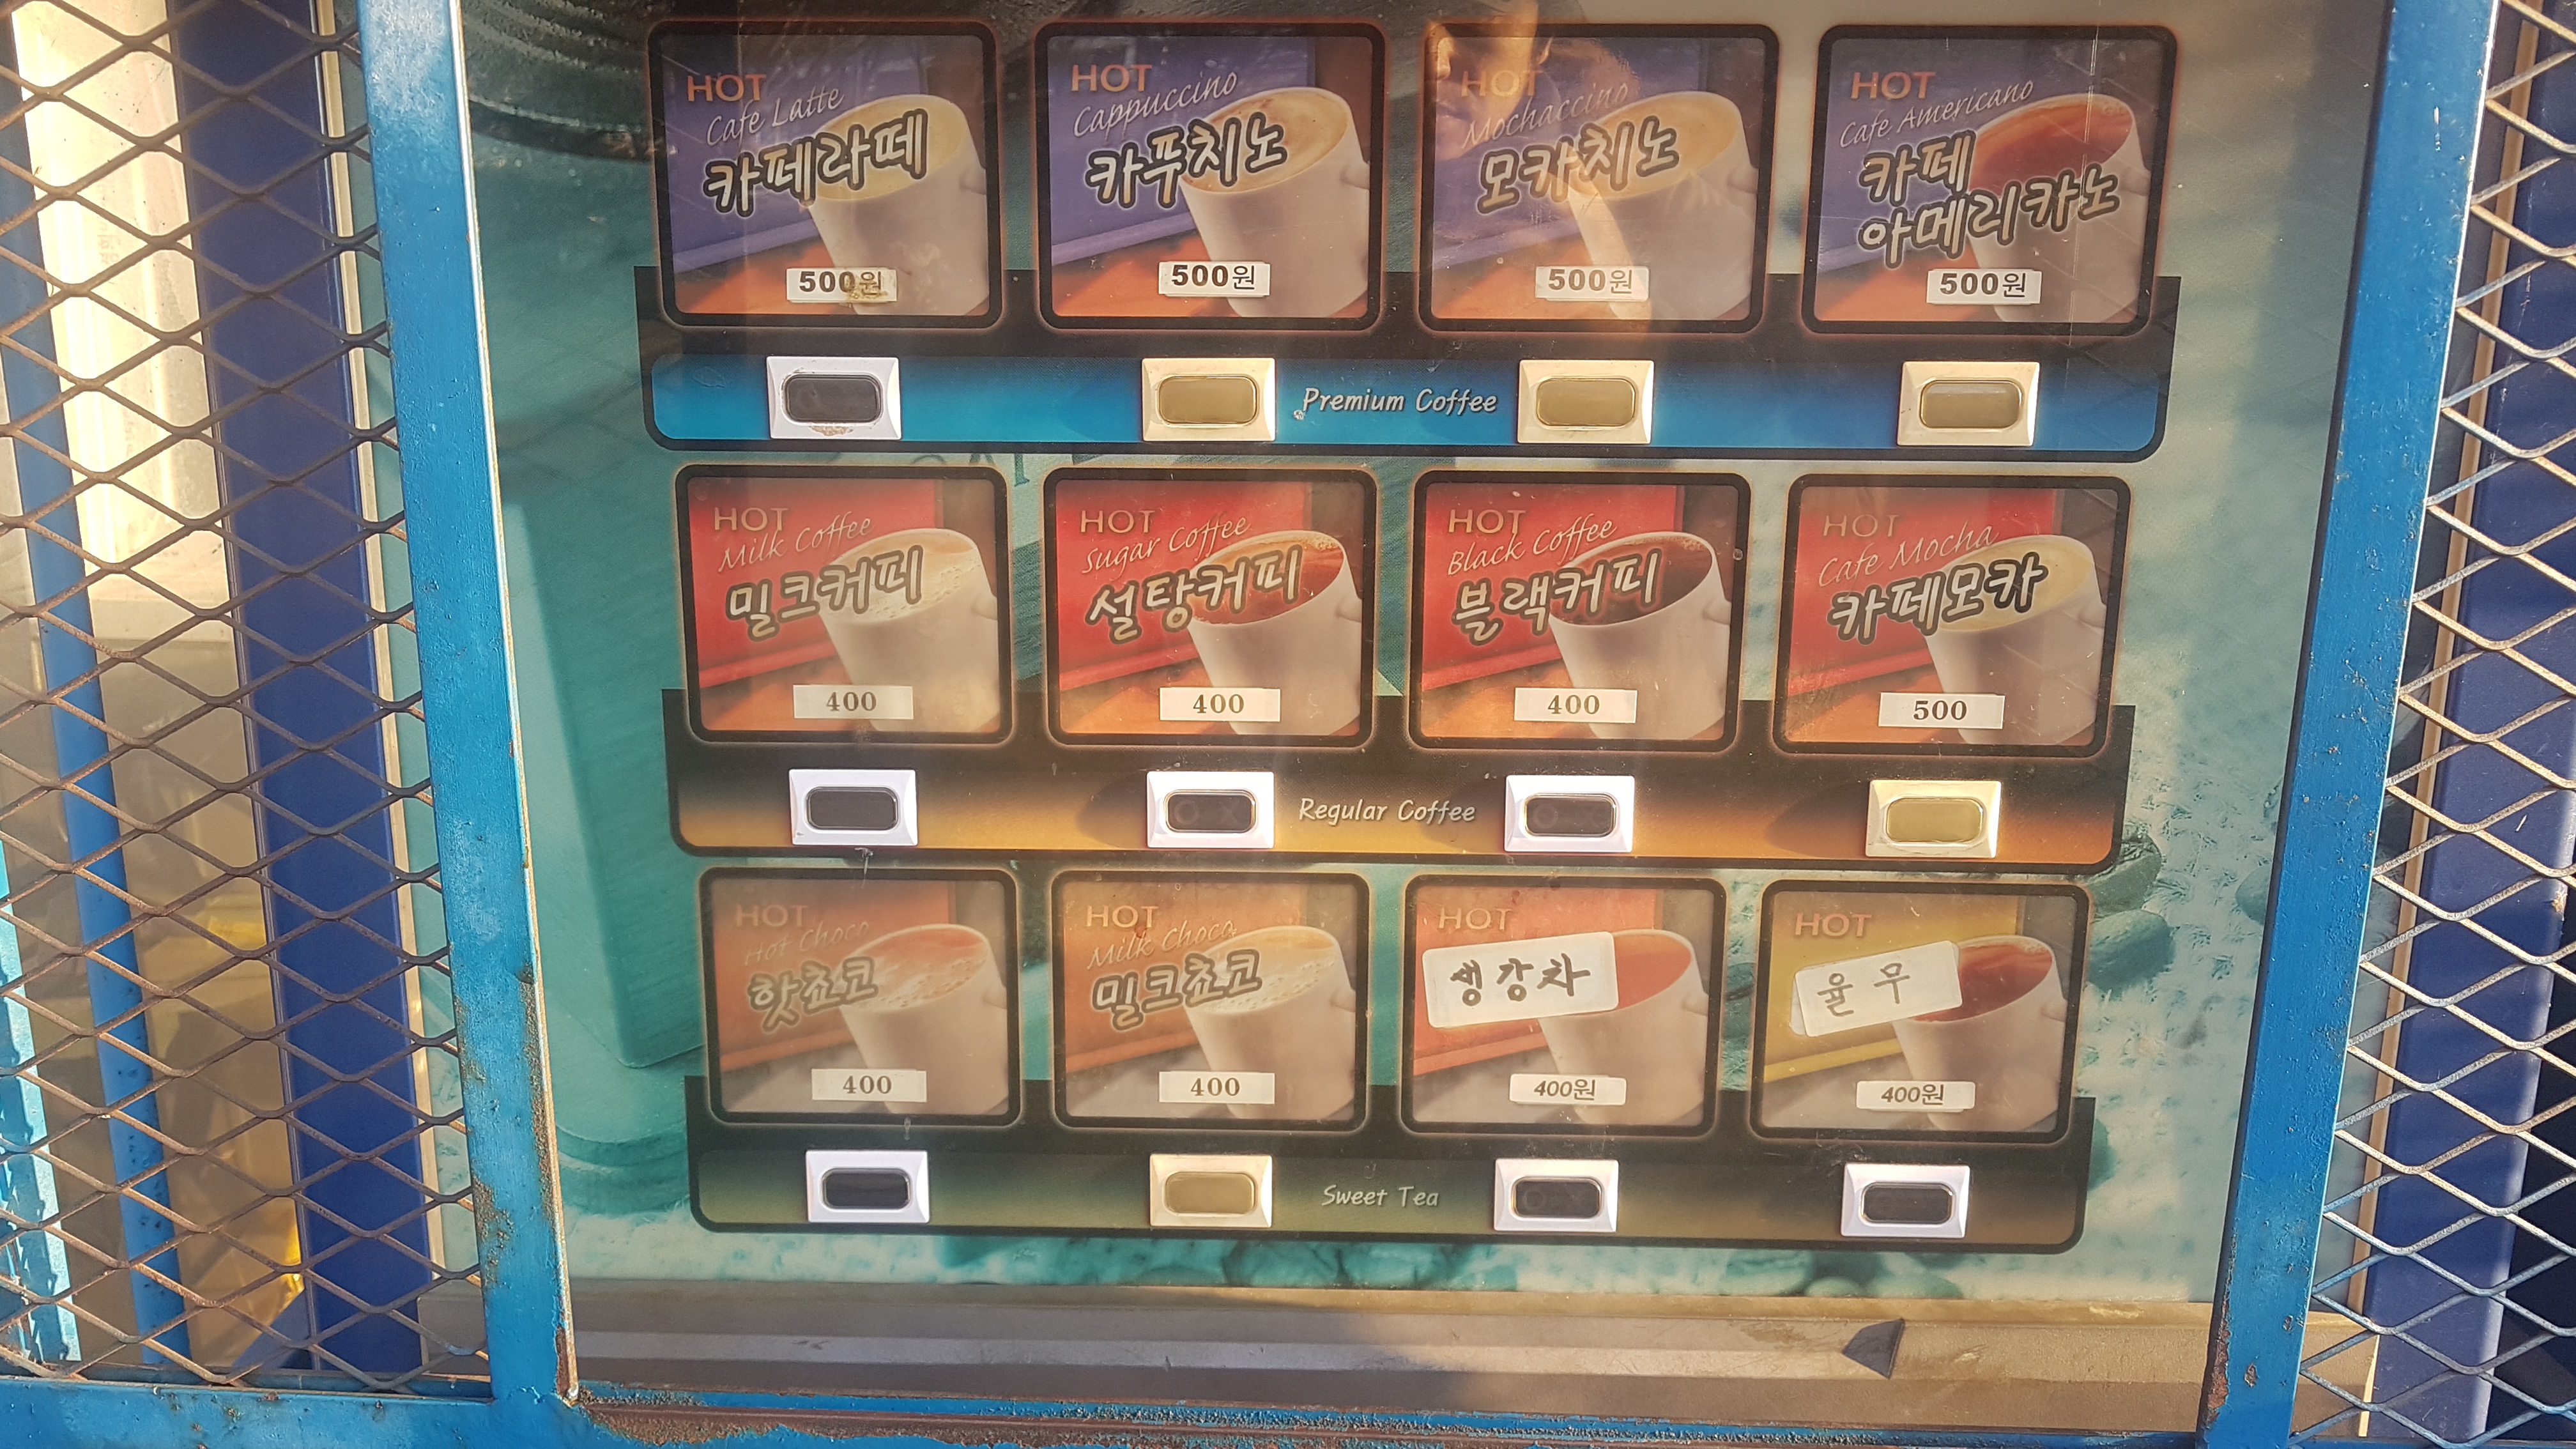 HOT
Cafe Latte
카페라떼
500원
HOT
Cappuccino
카푸치노
500원
HOT
Mochaccino
모카치노
500원
HOT
Cafe Americano
카페
아메리카노
500원
Premium Coffee
HOT
Milk Coffee
밀크커피
400
HOT
Sugar Coffee
설탕커피
400
HOT
Black Coffee
블랙커피
400
HOT
Cafe Mocha
카페모카
500
Regular Coffee
HOT
Hot Choco
핫쵸코
400
HOT
Milk Choco
밀크쵸코
400
HOT
생강차
400원
HOT
율무
400원
Sweet Tea